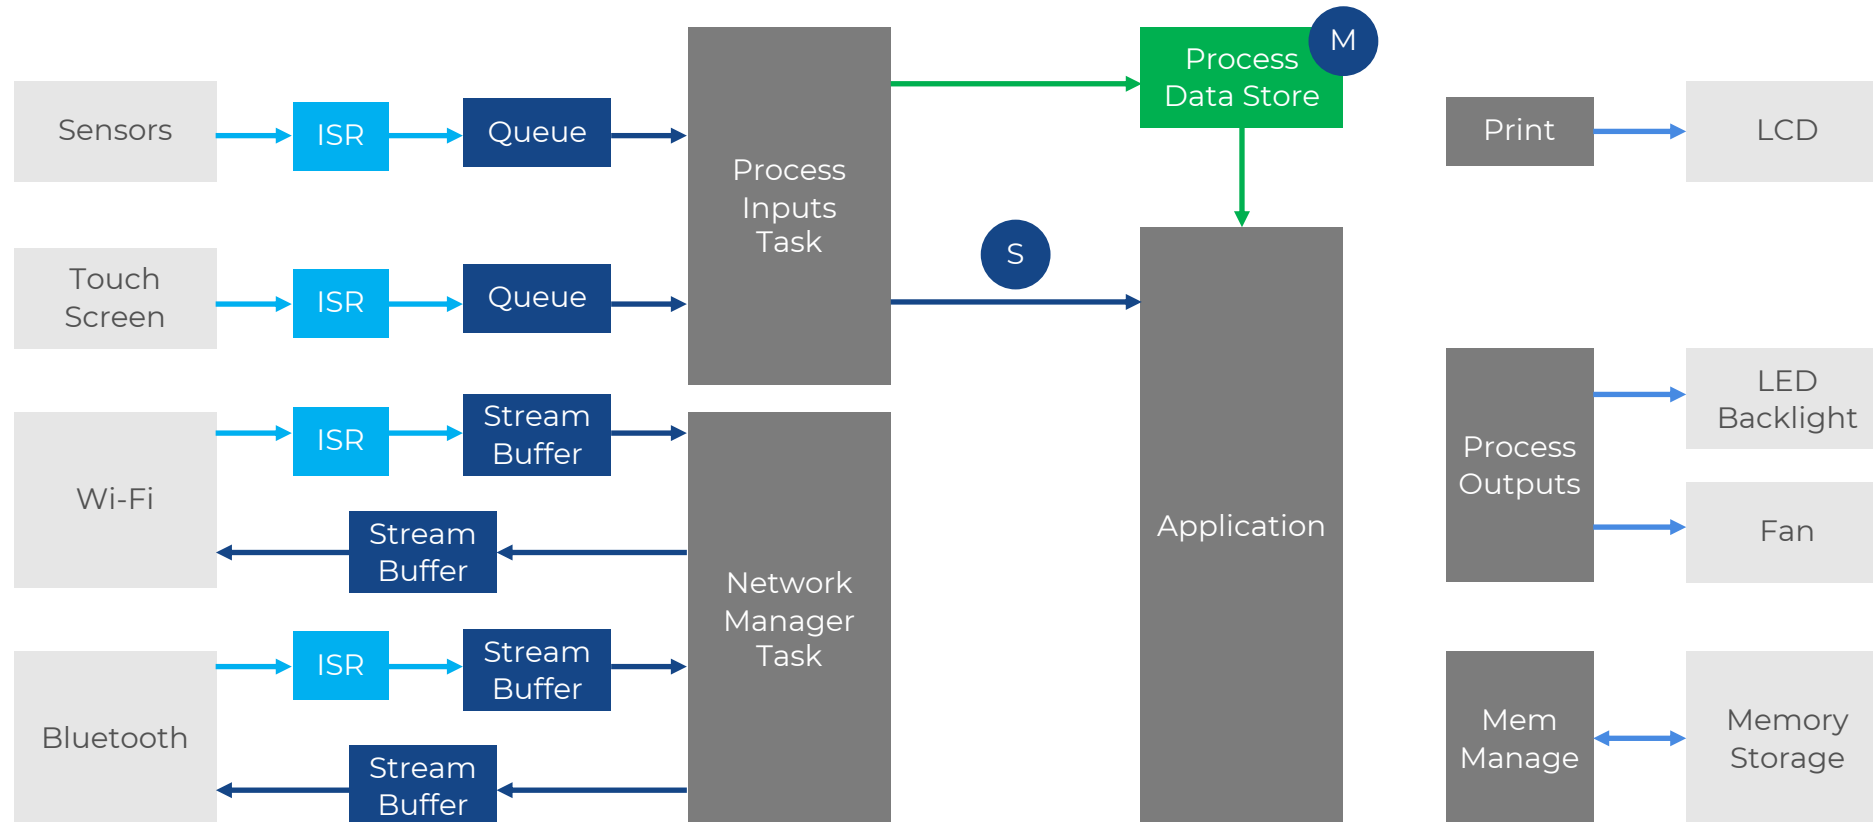 Sensors
ISR
Queue
Touch
Screen
ISR
Queue
Process
Inputs
Task
Wi-Fi
ISR
Stream
Buffer
Stream
Buffer
Bluetooth
ISR
Stream
Buffer
Stream
Buffer
Network
Manager
Task
Process
Data Store
M
S
Application
Print
LCD
Process
Outputs
LED
Backlight
Fan
Mem
Manage
Memory
Storage